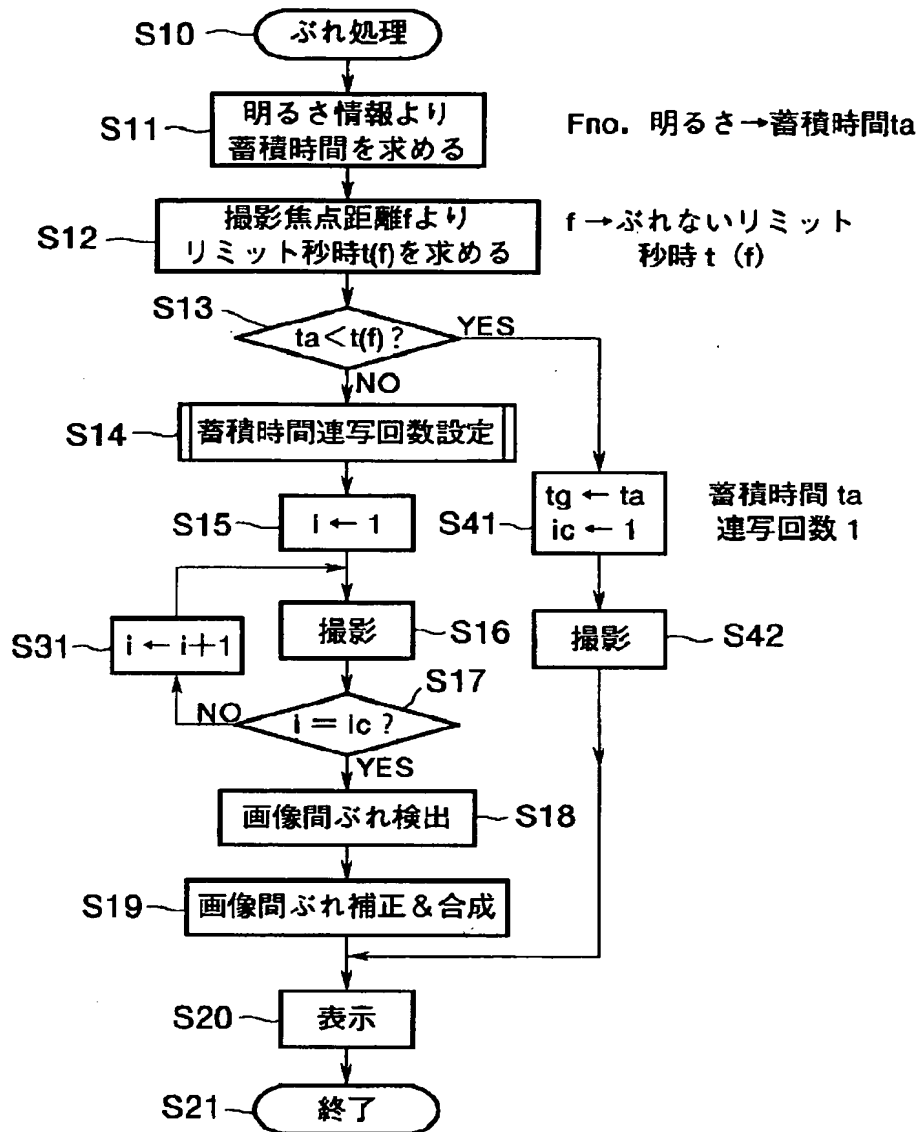 S10
ぶれ処理
S11
明るさ情報より
蓄積時間を求める
Fno. 明るさ→蓄積時間ta
S12
撮影焦点距離fより
リミット秒時t(f)を求める
f→ぶれないリミット
秒時t (f)
S13
ta<t(f)?
YES
NO
S14
蓄積時間連写回数設定
S15
i ← 1
S41
tg ← ta
ic ← 1
蓄積時間 ta
連写回数 1
S31
i ← i+1
撮影
S16
撮影
S42
S17
i = ic ?
NO
YES
画像間ぶれ検出
S18
S19
画像間ぶれ補正&合成
S20
表示
S21
終了